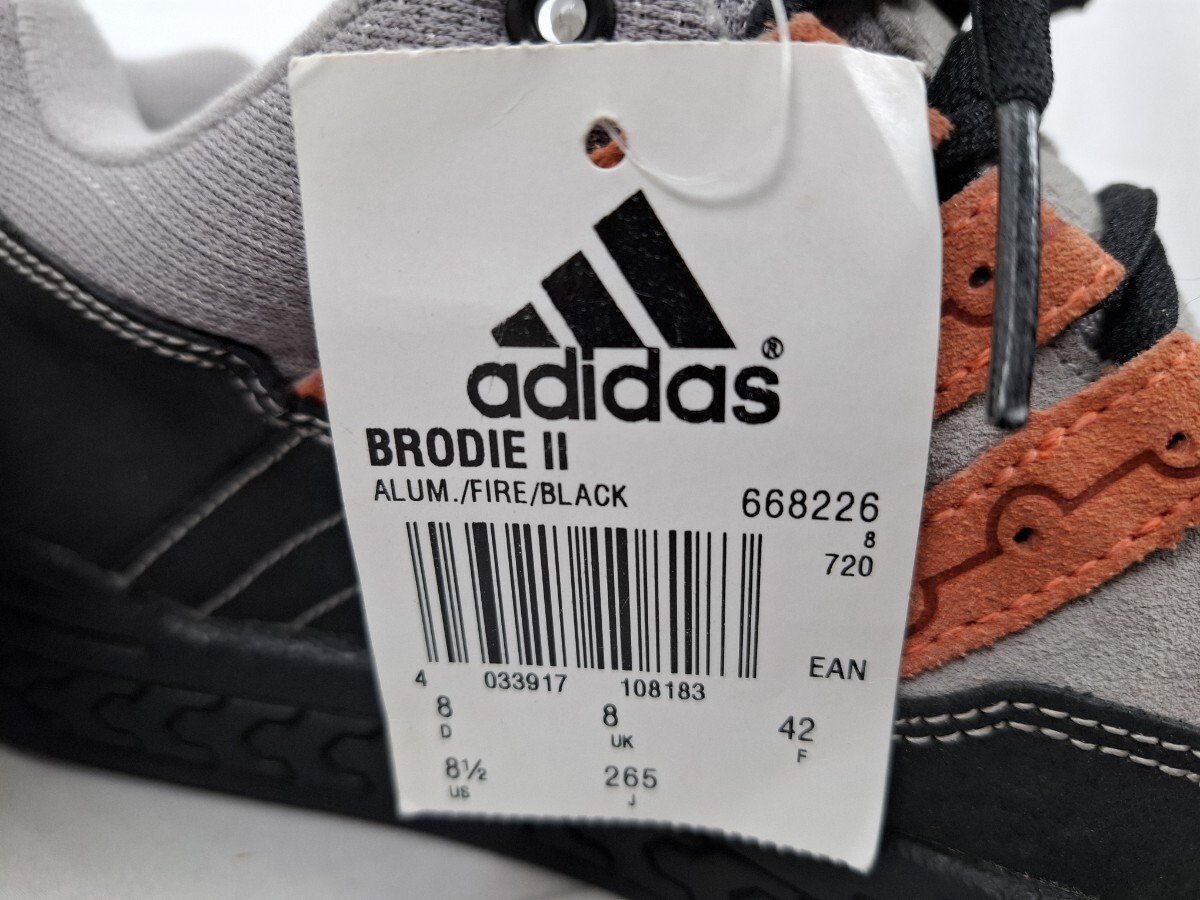 adidas®
BRODIE II
ALUM./FIRE/BLACK 668226
8
720
EAN
4 033917 108183
8 8 42
D UK F
8½ 265
US J